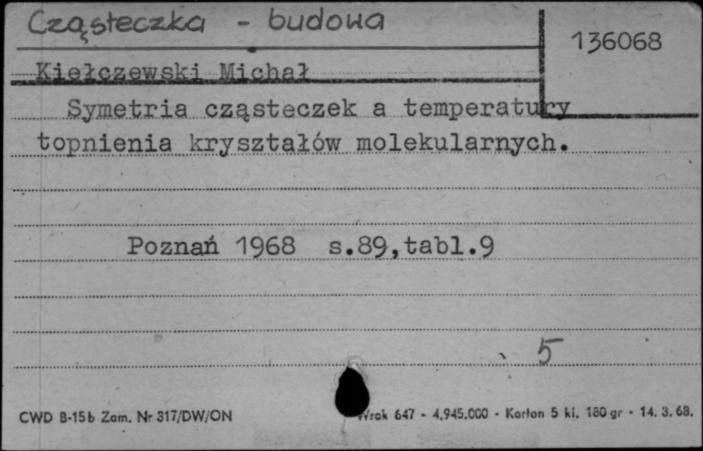 Cząsteczka - budowa
136068
Kiełczewski Michał
Symetria cząsteczek a temperatury
topnienia kryształów molekularnych.
Poznań 1968 s.89,tabl.9
5
CWD B-15b Zam. Nr 317/DW/ON
647 - 4.945.000 - Karton 5 kl. 180 gr - 14. 3. 68.